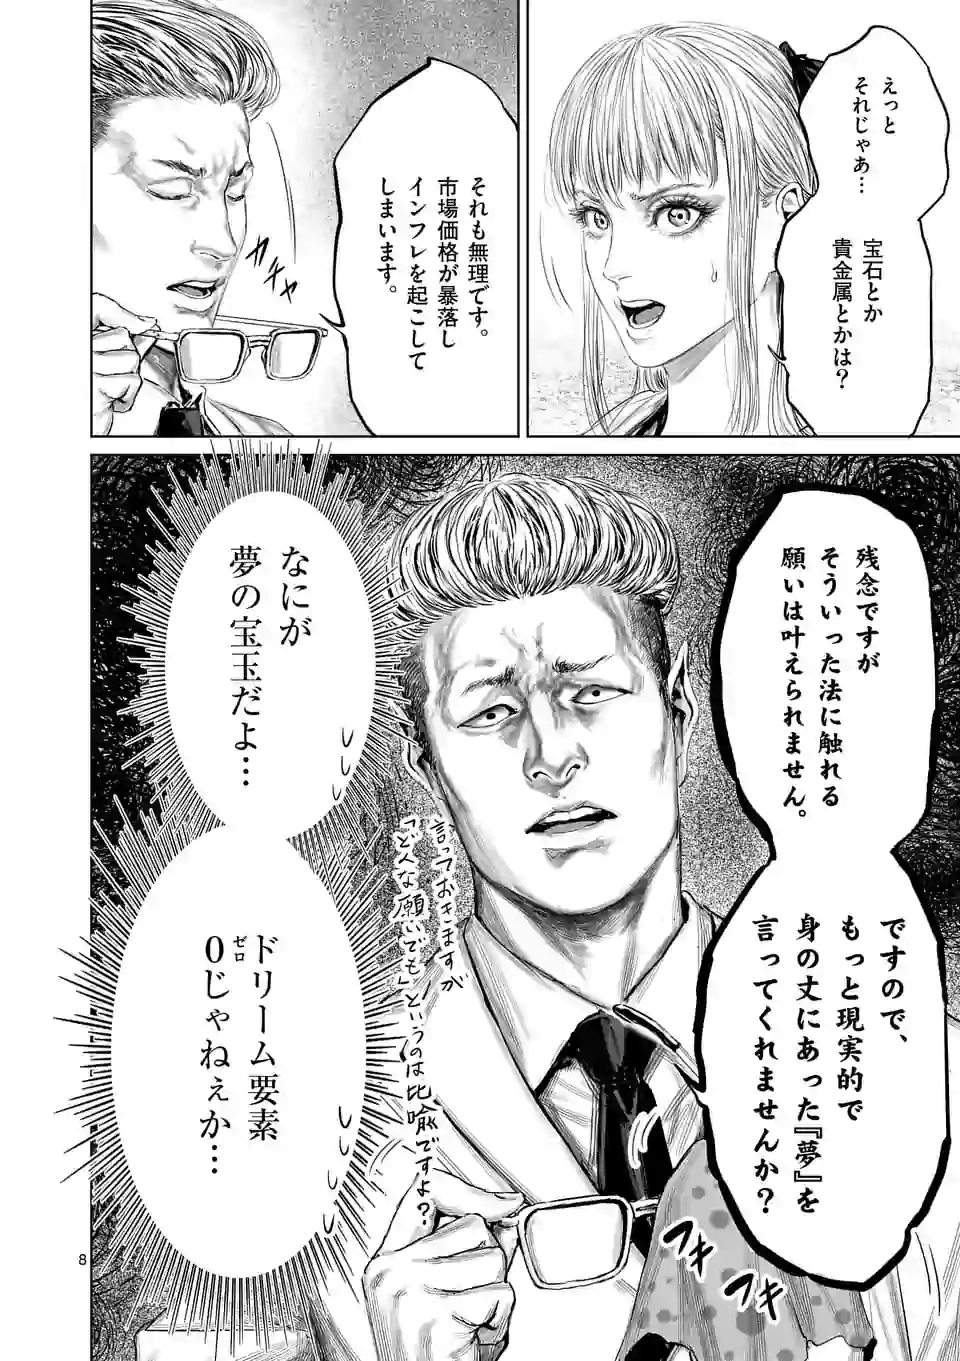 えっと
それじゃあ…
宝石とか
貴金属とかは?
それも無理です。
市場価格が暴落し
インフレを起こして
しまいます。
ガタッ
残念ですが
そういった法に触れる
願いは叶えられません。
ですので、
もっと現実的で
身の丈にあった『夢』を
言ってくれませんか?
フキ
フキ
言っておきますが
「どんな願いでも」というのは比喩ですよ?
なにが
夢の宝玉だよ…
ドリーム要素
0じゃねぇか…
ゼロ
8